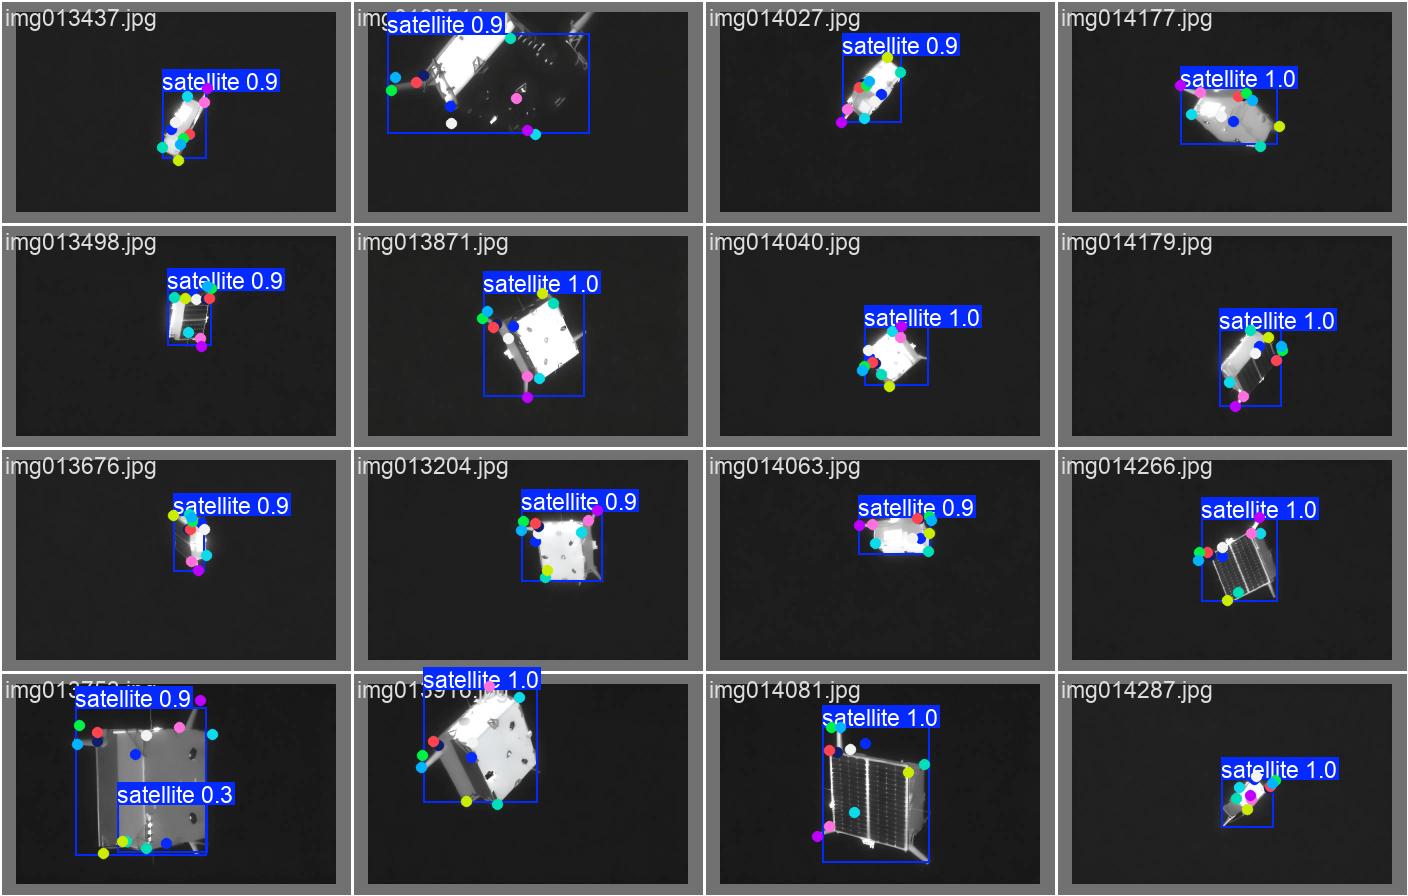 img013437.jpg
satellite 0.9
satellite 0.9
img014027.jpg
satellite 0.9
img014177.jpg
satellite 1.0
img013498.jpg
satellite 0.9
img013871.jpg
satellite 1.0
img014040.jpg
satellite 1.0
img014179.jpg
satellite 1.0
img013676.jpg
satellite 0.9
img013204.jpg
satellite 0.9
img014063.jpg
satellite 0.9
img014266.jpg
satellite 1.0
satellite 0.9
satellite 0.3
satellite 1.0
img014081.jpg
satellite 1.0
img014287.jpg
satellite 1.0